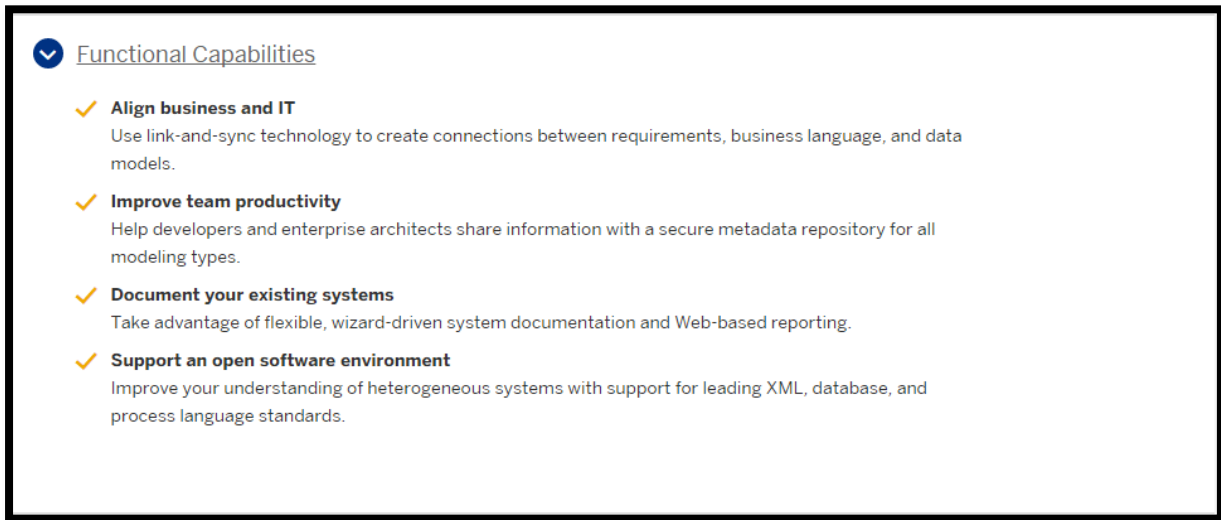 Functional Capabilities
Align business and IT
Use link-and-sync technology to create connections between requirements, business language, and data
models.
Improve team productivity
Help developers and enterprise architects share information with a secure metadata repository for all
modeling types.
Document your existing systems
Take advantage of flexible, wizard-driven system documentation and Web-based reporting.
Support an open software environment
Improve your understanding of heterogeneous systems with support for leading XML, database, and
process language standards.